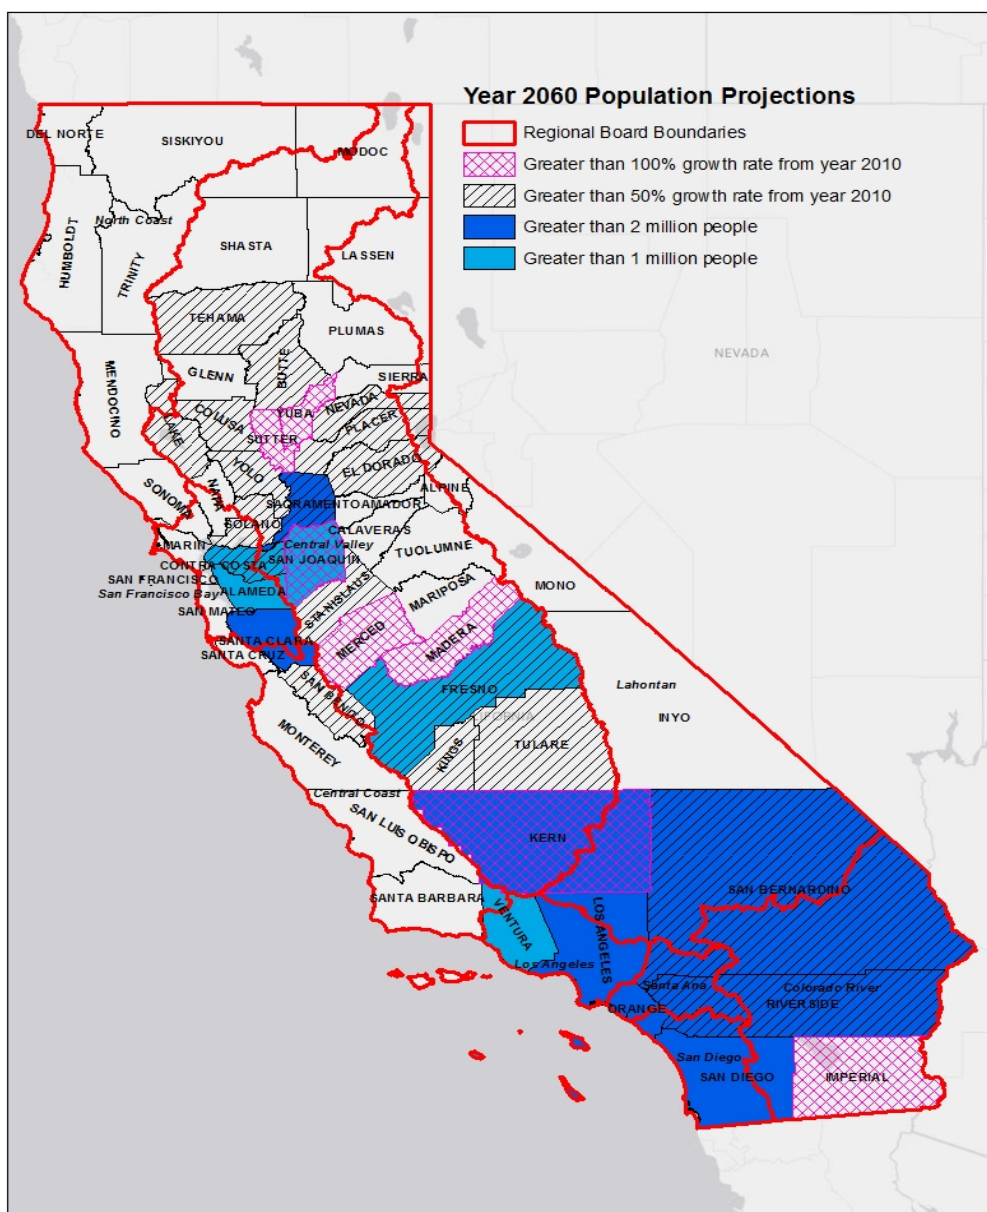 Year 2060 Population Projections
Regional Board Boundaries
Greater than 100% growth rate from year 2010
Greater than 50% growth rate from year 2010
Greater than 2 million people
Greater than 1 million people
DEL NORTE
SISKIYOU
MODOC
North Coast
HUMBOLDT
TRINITY
SHASTA
LASSEN
TEHAMA
PLUMAS
NEVADA
MENDOCINO
GLENN
BUTTE
SIERRA
YUBA
NEVADA
COLUSA
SUTTER
PLACER
LAKE
YOLO
EL DORADO
SONOMA
NAPA
SACRAMENTO
AMADOR
ALPINE
SOLANO
CALAVERAS
MARIN
Central Valley
TUOLUMNE
CONTRA COSTA
SAN JOAQUIN
SAN FRANCISCO
San Francisco Bay
ALAMEDA
STANISLAUS
MARIPOSA
MONO
SAN MATEO
MERCED
MADERA
SANTA CLARA
SANTA CRUZ
FRESNO
Lahontan
SAN BENITO
CALIFORNIA
INYO
MONTEREY
KINGS
TULARE
Central Coast
SAN LUIS OBISPO
KERN
SANTA BARBARA
SAN BERNARDINO
VENTURA
LOS ANGELES
Los Angeles
Santa Ana
Colorado River
ORANGE
RIVERSIDE
San Diego
SAN DIEGO
IMPERIAL